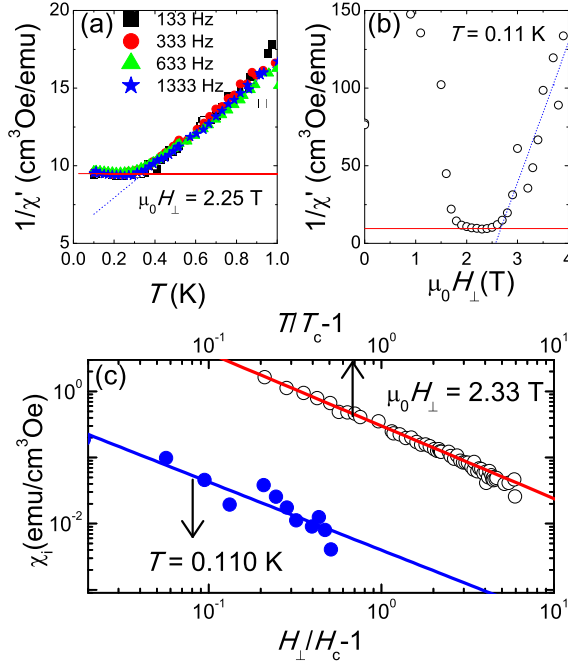 (a)
133 Hz
333 Hz
633 Hz
1333 Hz
μ0H⊥ = 2.25 T
20
15
10
5
1/χ' (cm³Oe/emu)
0.0 0.2 0.4 0.6 0.8 1.0
T (K)
(b)
T = 0.11 K
150
100
50
0
1/χ' (cm³Oe/emu)
0 1 2 3 4
μ0H⊥(T)
T/Tc-1
10⁻¹ 10⁰ 10¹
(c)
μ0H⊥ = 2.33 T
10⁰
10⁻²
χi(emu/cm³Oe)
T = 0.110 K
10⁻¹ 10⁰ 10¹
H⊥/Hc-1